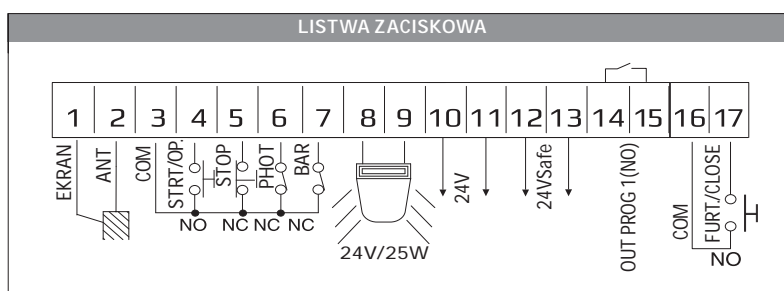 LISTWA ZACISKOWA
1 2 3 4 5 6 7 8 9 10 11 12 13 14 15 16 17
EKRAN
ANT
COM
STRT/OP.
STOP
PHOT
BAR
24V
24VSafe
OUT PROG 1(NO)
COM
FURT./CLOSE
NO NC NC NC
24V/25W
NO